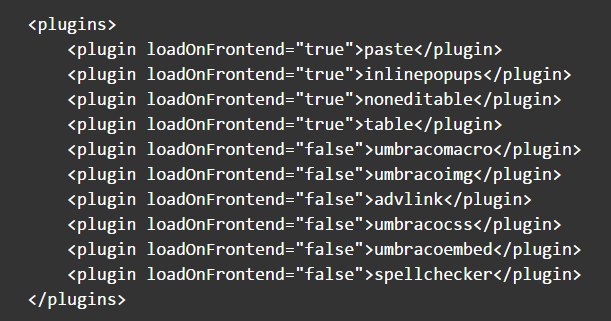 <plugins>
    <plugin loadOnFrontend="true">paste</plugin>
    <plugin loadOnFrontend="true">inlinepopups</plugin>
    <plugin loadOnFrontend="true">noneditable</plugin>
    <plugin loadOnFrontend="true">table</plugin>
    <plugin loadOnFrontend="false">umbracomacro</plugin>
    <plugin loadOnFrontend="false">umbracoimg</plugin>
    <plugin loadOnFrontend="false">advlink</plugin>
    <plugin loadOnFrontend="false">umbracocss</plugin>
    <plugin loadOnFrontend="false">umbracoembed</plugin>
    <plugin loadOnFrontend="false">spellchecker</plugin>
</plugins>